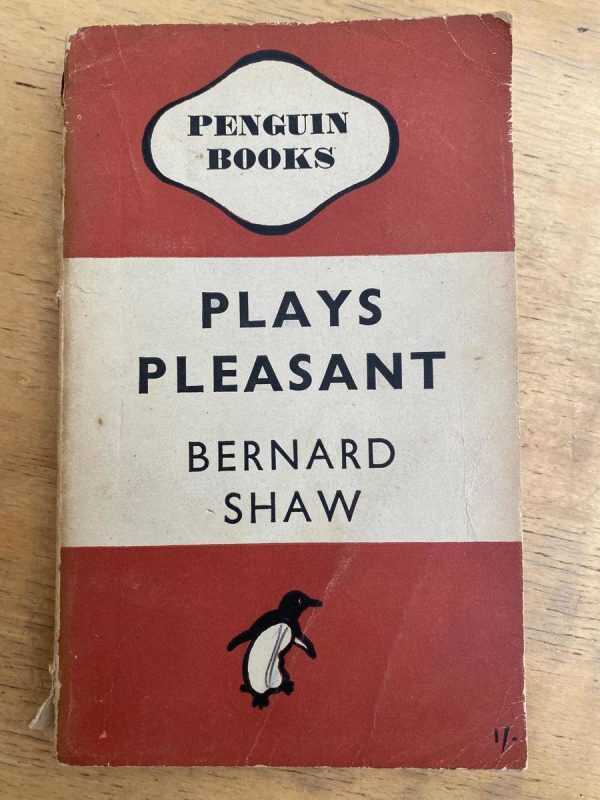 PENGUIN
BOOKS
PLAYS
PLEASANT
BERNARD
SHAW
1/-